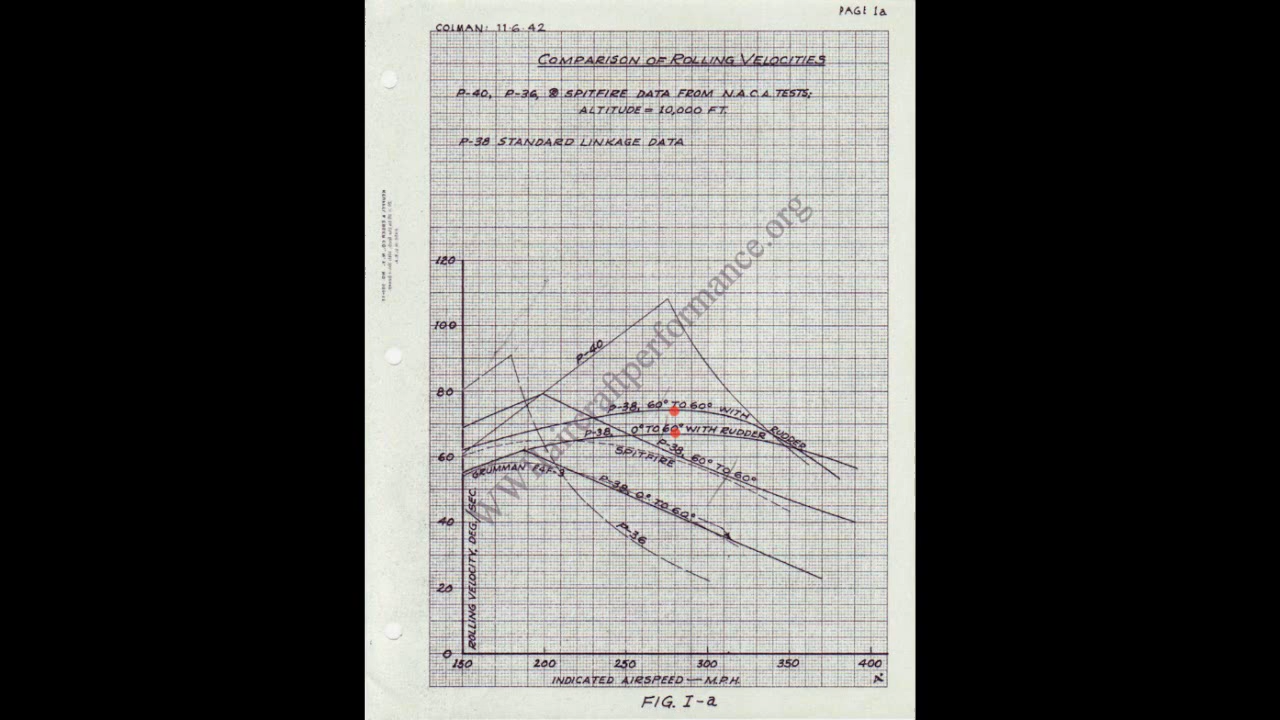 PAGE 1a
COLMAN: 11-6-42
COMPARISON OF ROLLING VELOCITIES
P-40, P-36, & SPITFIRE DATA FROM N.A.C.A. TESTS;
ALTITUDE = 10,000 FT.
P-38 STANDARD LINKAGE DATA
120
100
80
60
40
20
0
P-40
P-38, 60° TO 60° WITH RUDDER
P-38, 0° TO 60° WITH RUDDER
P-38, 60° TO 60°
SPITFIRE
GRUMMAN F4F-3
P-38, 0° TO 60°
P-36
ROLLING VELOCITY, DEG./SEC.
150 200 250 300 350 400
INDICATED AIRSPEED — M.P.H.
FIG. I-a